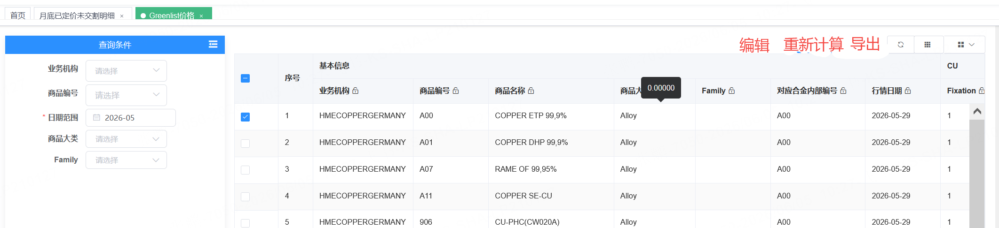 首页 月底已定价未交割明细 × Greenlist价格 ×
查询条件
业务机构 请选择
商品编号 请选择
* 日期范围 2026-05
商品大类 请选择
Family 请选择
编辑 重新计算 导出
序号 基本信息 CU
业务机构 商品编号 商品名称 商品大 Family 对应合金内部编号 行情日期 Fixation
0.00000
1 HMECOPPERGERMANY A00 COPPER ETP 99,9% Alloy A00 2026-05-29 1
2 HMECOPPERGERMANY A01 COPPER DHP 99,9% Alloy A00 2026-05-29 1
3 HMECOPPERGERMANY A07 RAME OF 99,95% Alloy A00 2026-05-29 1
4 HMECOPPERGERMANY A11 COPPER SE-CU Alloy A00 2026-05-29 1
5 HMECOPPERGERMANY 906 CU-PHC(CW020A) Alloy A00 2026-05-29 1